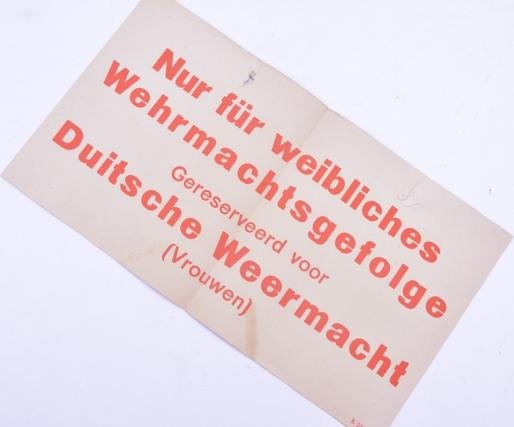 Nur für weibliches
Wehrmachtsgefolge
Gereserveerd voor
Duitsche Weermacht
(Vrouwen)